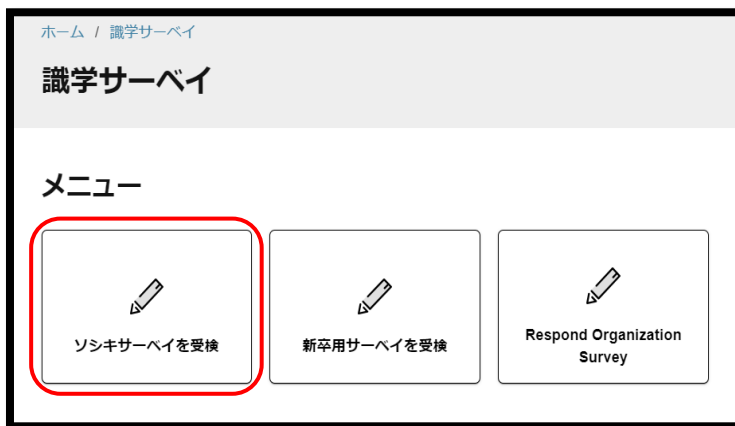 ホーム / 識学サーベイ
識学サーベイ
メニュー
ソシキサーベイを受検
新卒用サーベイを受検
Respond Organization
Survey